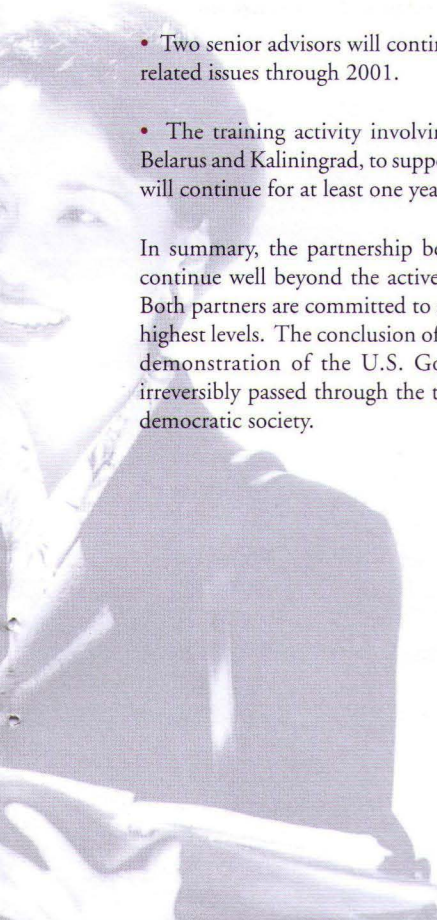 • Two senior advisors will contin
related issues through 2001.
• The training activity involvin
Belarus and Kaliningrad, to suppo
will continue for at least one yea
In summary, the partnership be
continue well beyond the active
Both partners are committed to
highest levels. The conclusion of
demonstration of the U.S. Go
irreversibly passed through the t
democratic society.